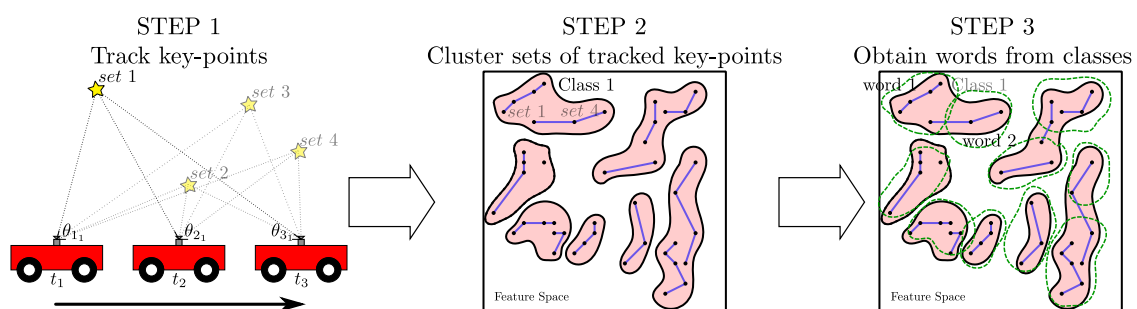 STEP 1
Track key-points
set 1
set 3
set 4
set 2
θ₁₁
θ₂₁
θ₃₁
t₁
t₂
t₃
STEP 2
Cluster sets of tracked key-points
Class 1
set 1
set 4
Feature Space
STEP 3
Obtain words from classes
word 1
Class 1
word 2
Feature Space